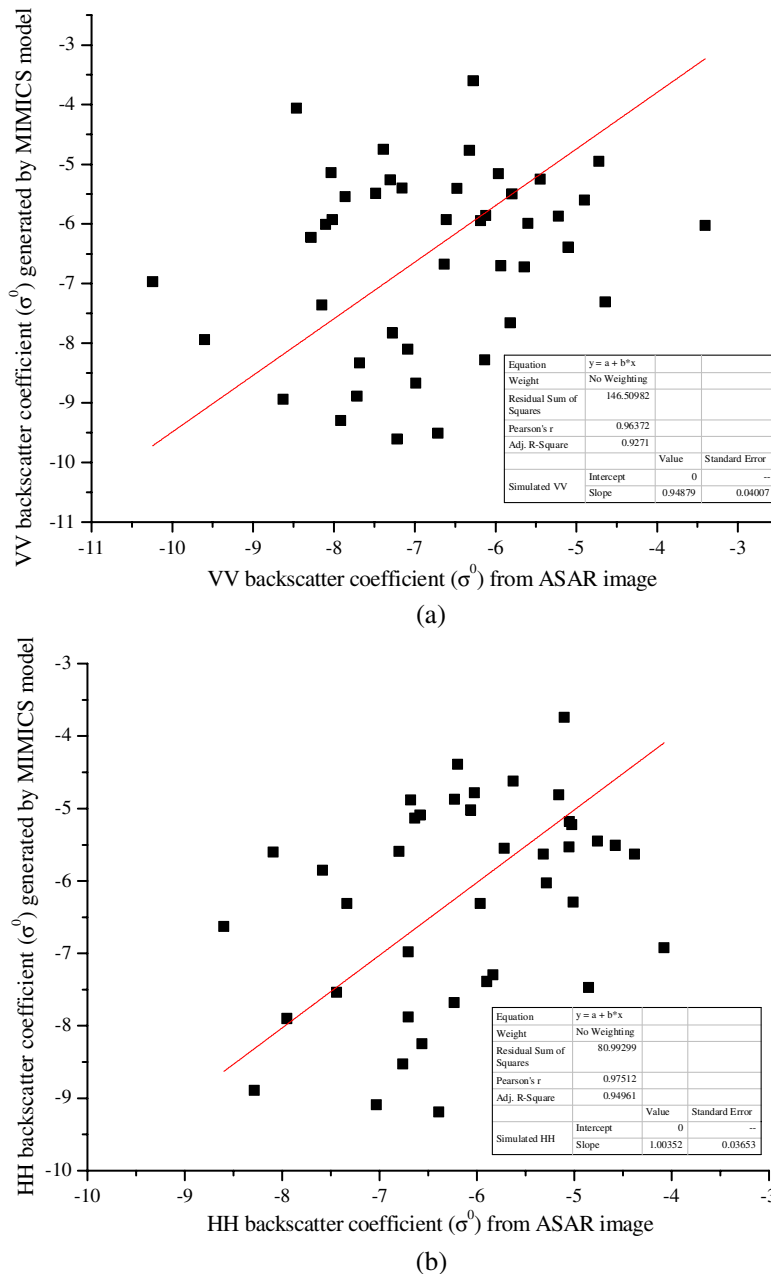 -3
-4
-5
-6
-7
-8
-9
-10
-11
VV backscatter coefficient (σ⁰) generated by MIMICS model
Equation y = a + b*x
Weight No Weighting
Residual Sum of Squares 146.50982
Pearson's r 0.96372
Adj. R-Square 0.9271
Value Standard Error
Simulated VV Intercept 0 --
Slope 0.94879 0.04007
-11 -10 -9 -8 -7 -6 -5 -4 -3
VV backscatter coefficient (σ⁰) from ASAR image
(a)
-3
-4
-5
-6
-7
-8
-9
-10
HH backscatter coefficient (σ⁰) generated by MIMICS model
Equation y = a + b*x
Weight No Weighting
Residual Sum of Squares 80.99299
Pearson's r 0.97512
Adj. R-Square 0.94961
Value Standard Error
Simulated HH Intercept 0 --
Slope 1.00352 0.03653
-10 -9 -8 -7 -6 -5 -4 -3
HH backscatter coefficient (σ⁰) from ASAR image
(b)